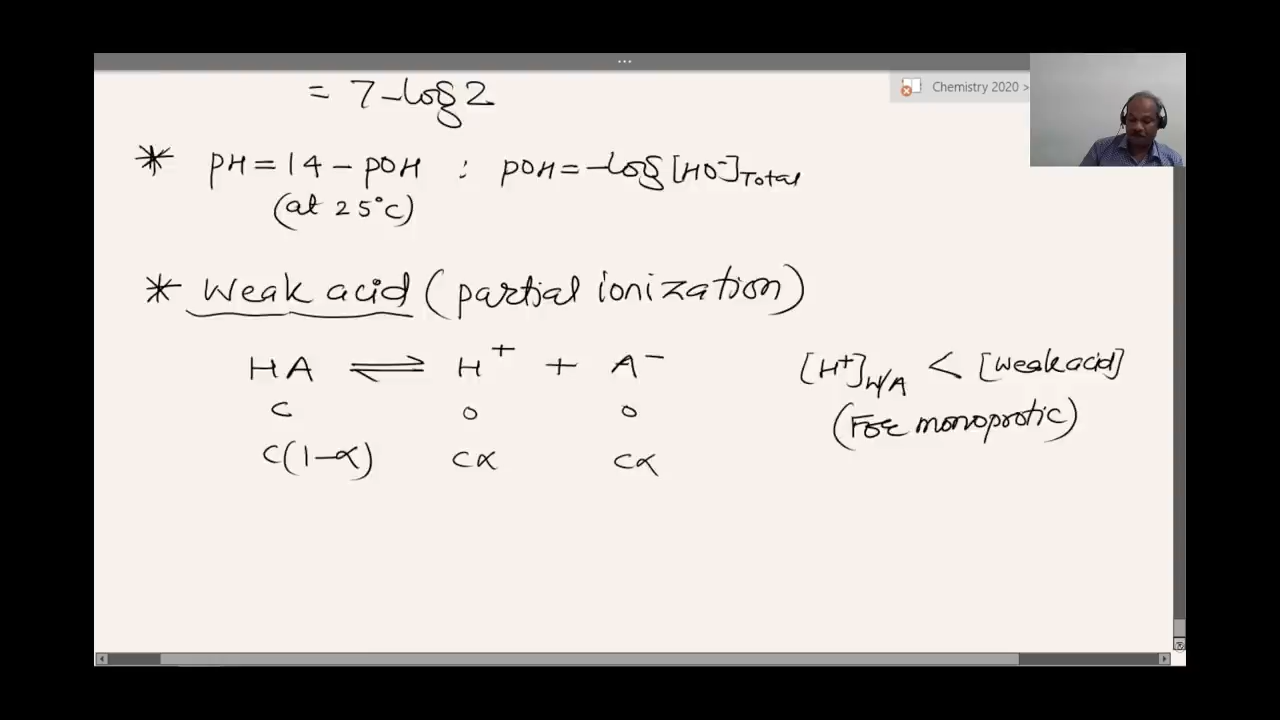 ...
Chemistry 2020 >
= 7 - log 2
* pH = 14 - pOH : pOH = -log [HO⁻]Total
(at 25°C)
* weak acid (partial ionization)
HA ⇌ H⁺ + A⁻
[H⁺]W/A < [weak acid]
C 0 0
(For monoprotic)
C(1-α) Cα Cα